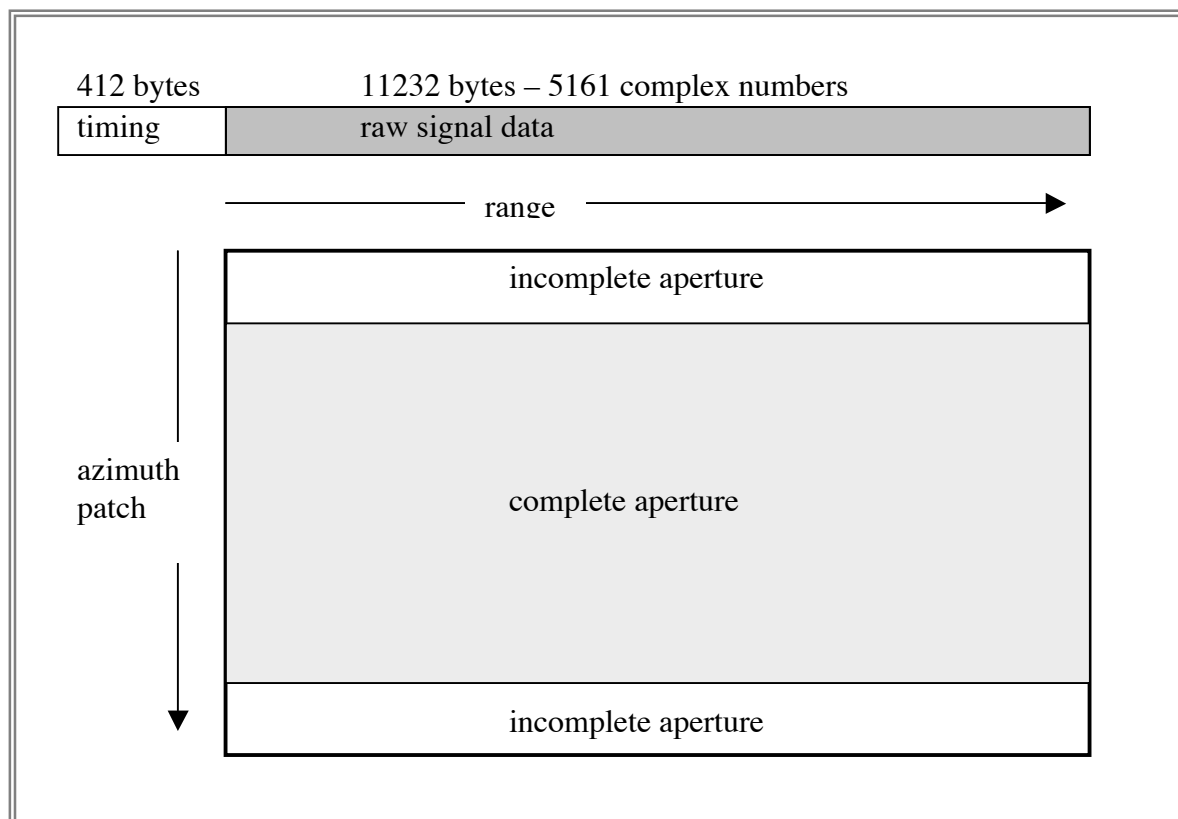 412 bytes
11232 bytes – 5161 complex numbers
timing
raw signal data
range
incomplete aperture
azimuth
patch
complete aperture
incomplete aperture